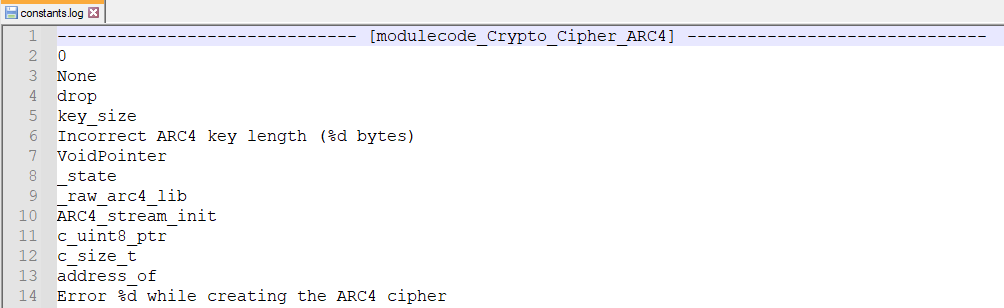 constants.log
1 ------------------------------ [modulecode_Crypto_Cipher_ARC4] ------------------------------
2 0
3 None
4 drop
5 key_size
6 Incorrect ARC4 key length (%d bytes)
7 VoidPointer
8 _state
9 _raw_arc4_lib
10 ARC4_stream_init
11 c_uint8_ptr
12 c_size_t
13 address_of
14 Error %d while creating the ARC4 cipher